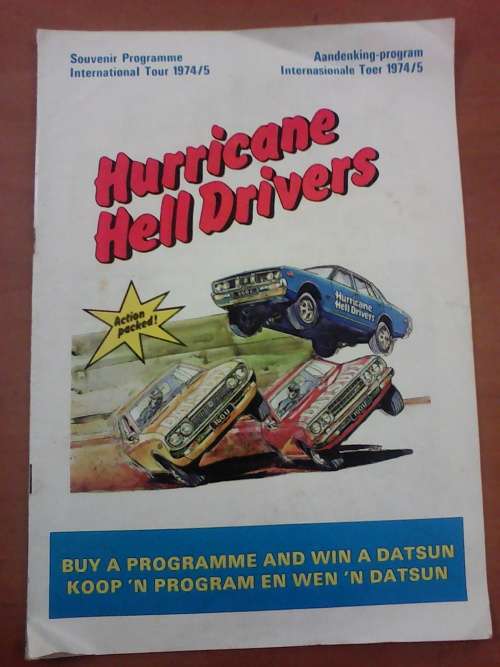 Souvenir Programme
International Tour 1974/5
Aandenking-program
Internasionale Toer 1974/5
Hurricane
Hell Drivers
Action
packed!
Hurricane
Hell Drivers
BUY A PROGRAMME AND WIN A DATSUN
KOOP 'N PROGRAM EN WEN 'N DATSUN